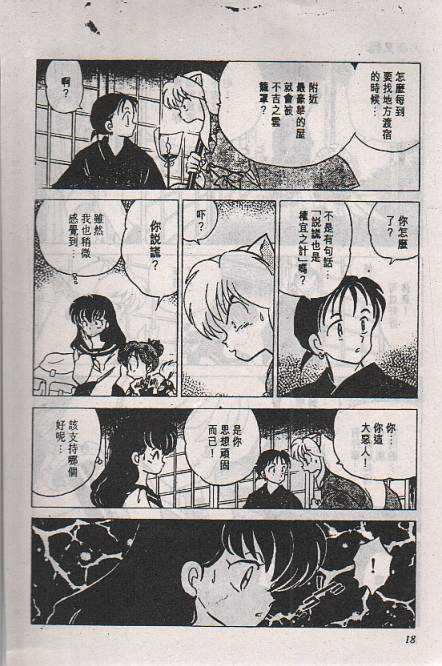 怎麼每到
要找地方渡宿
的時候…
附近
最豪華的屋
就會被
不吉之雲
籠罩？
啊？
你怎麼
了？
不是有句話…
「説謊也是
權宜之計」嗎？
吓？
你説謊？
雖然
我也稍微
感覺到…
你…
你這
大惡人！
是你
思想頑固
而已！
該支持哪個
好呢…
！
18